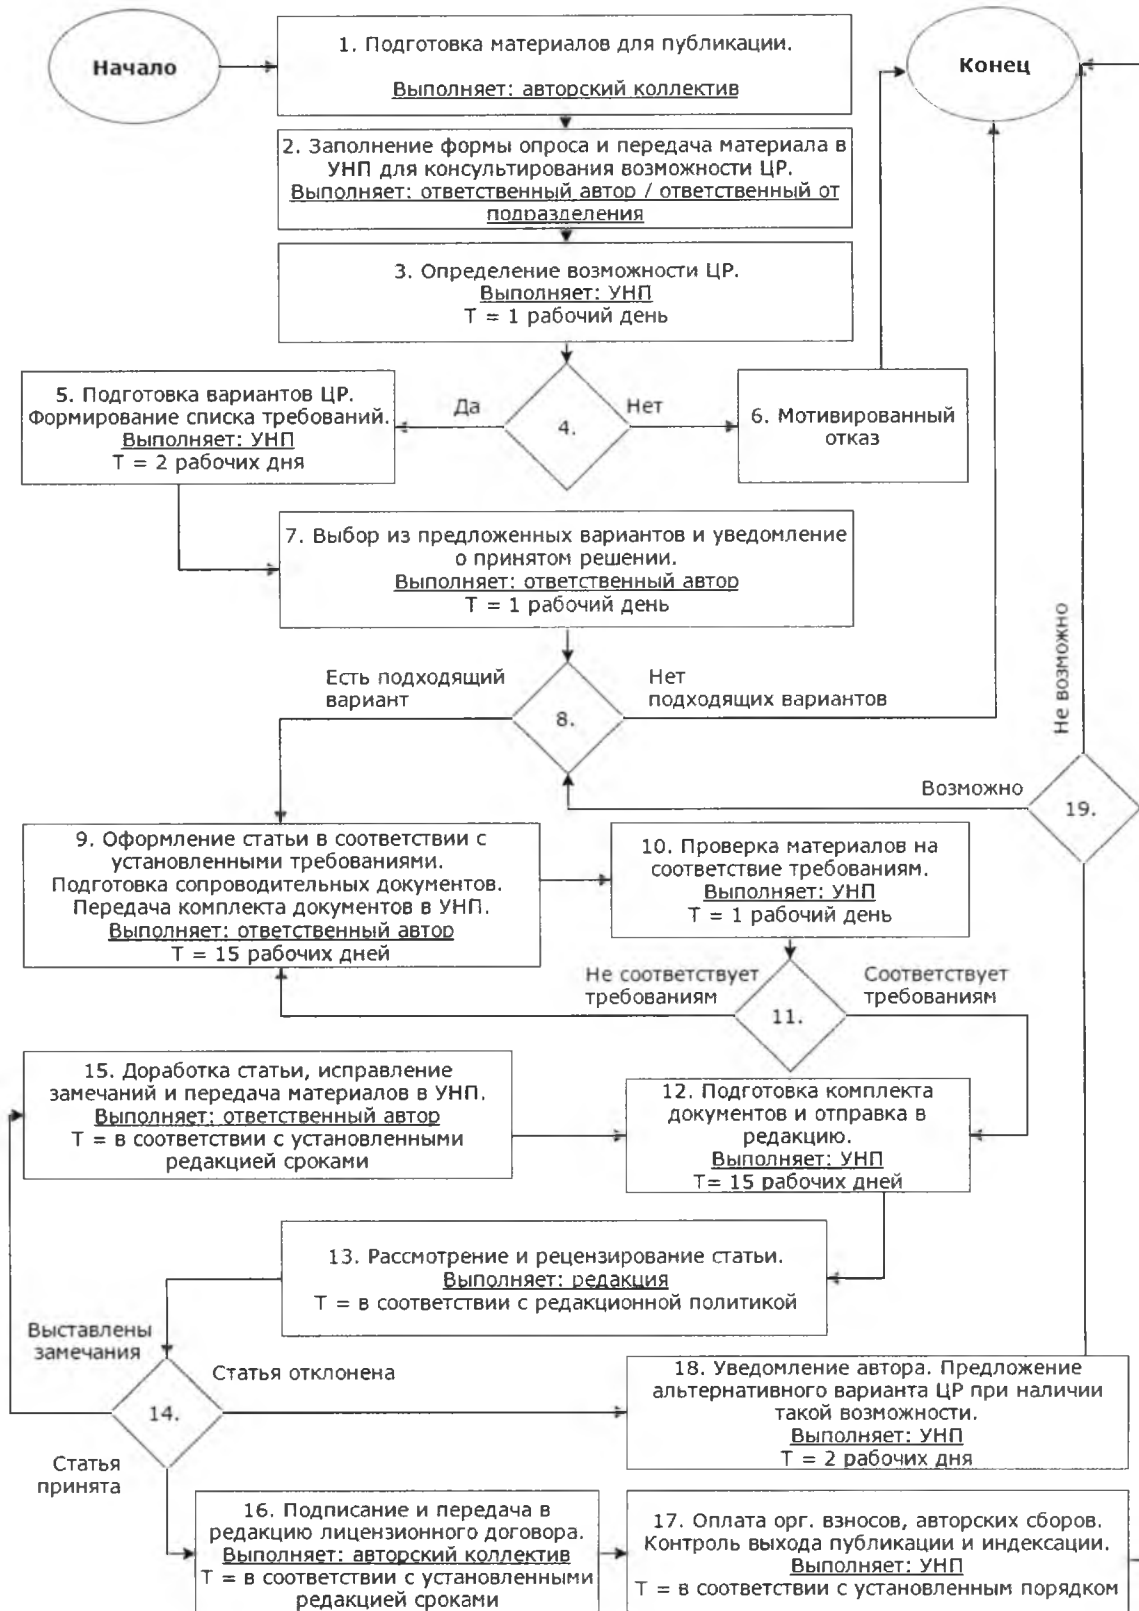 Начало
1. Подготовка материалов для публикации.
Выполняет: авторский коллектив
Конец
2. Заполнение формы опроса и передача материала в
УНП для консультирования возможности ЦР.
Выполняет: ответственный автор / ответственный от
подразделения
3. Определение возможности ЦР.
Выполняет: УНП
Т = 1 рабочий день
5. Подготовка вариантов ЦР.
Формирование списка требований.
Выполняет: УНП
Т = 2 рабочих дня
Да
4.
Нет
6. Мотивированный
отказ
7. Выбор из предложенных вариантов и уведомление
о принятом решении.
Выполняет: ответственный автор
Т = 1 рабочий день
Есть подходящий
вариант
8.
Нет
подходящих вариантов
Не возможно
Возможно
19.
9. Оформление статьи в соответствии с
установленными требованиями.
Подготовка сопроводительных документов.
Передача комплекта документов в УНП.
Выполняет: ответственный автор
Т = 15 рабочих дней
10. Проверка материалов на
соответствие требованиям.
Выполняет: УНП
Т = 1 рабочий день
Не соответствует
требованиям
11.
Соответствует
требованиям
15. Доработка статьи, исправление
замечаний и передача материалов в УНП.
Выполняет: ответственный автор
Т = в соответствии с установленными
редакцией сроками
12. Подготовка комплекта
документов и отправка в
редакцию.
Выполняет: УНП
Т= 15 рабочих дней
13. Рассмотрение и рецензирование статьи.
Выполняет: редакция
Т = в соответствии с редакционной политикой
Выставлены
замечания
14.
Статья отклонена
18. Уведомление автора. Предложение
альтернативного варианта ЦР при наличии
такой возможности.
Выполняет: УНП
Т = 2 рабочих дня
Статья
принята
16. Подписание и передача в
редакцию лицензионного договора.
Выполняет: авторский коллектив
Т = в соответствии с установленными
редакцией сроками
17. Оплата орг. взносов, авторских сборов.
Контроль выхода публикации и индексации.
Выполняет: УНП
Т = в соответствии с установленным порядком